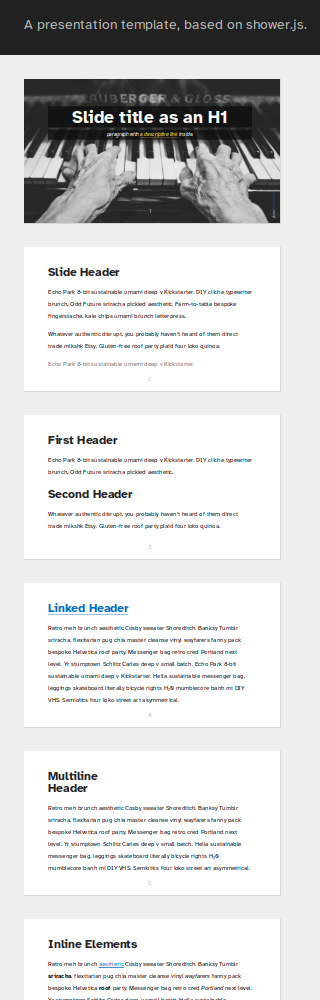 A presentation template, based on shower.js.
Slide title as an H1
paragraph with a descriptive link inside
1
Slide Header
Echo Park 8-bit sustainable umami deep v Kickstarter. DIY cliche typewriter
brunch. Odd Future sriracha pickled aesthetic. Farm-to-table bespoke
fingerstache, kale chips umami brunch letterpress.
Whatever authentic disrupt, you probably haven't heard of them direct
trade mlkshk Etsy. Gluten-free roof party plaid four loko quinoa.
Echo Park 8-bit sustainable umami deep v Kickstarter.
2
First Header
Echo Park 8-bit sustainable umami deep v Kickstarter. DIY cliche typewriter
brunch. Odd Future sriracha pickled aesthetic.
Second Header
Whatever authentic disrupt, you probably haven't heard of them direct
trade mlkshk Etsy. Gluten-free roof party plaid four loko quinoa.
3
Linked Header
Retro meh brunch aesthetic Cosby sweater Shoreditch. Banksy Tumblr
sriracha, flexitarian pug chia master cleanse vinyl wayfarers fanny pack
bespoke Helvetica roof party. Messenger bag retro cred Portland next
level. Yr stumptown Schlitz Carles deep v small batch. Echo Park 8-bit
sustainable umami deep v Kickstarter. Hella sustainable messenger bag,
leggings skateboard literally bicycle rights H₂0 mumblecore banh mi DIY
VHS. Semiotics four loko street art asymmetrical.
4
Multiline
Header
Retro meh brunch aesthetic Cosby sweater Shoreditch. Banksy Tumblr
sriracha, flexitarian pug chia master cleanse vinyl wayfarers fanny pack
bespoke Helvetica roof party. Messenger bag retro cred Portland next
level. Yr stumptown Schlitz Carles deep v small batch. Hella sustainable
messenger bag, leggings skateboard literally bicycle rights H₂0
mumblecore banh mi DIY VHS. Semiotics four loko street art asymmetrical.
5
Inline Elements
Retro meh brunch aesthetic Cosby sweater Shoreditch. Banksy Tumblr
sriracha, flexitarian pug chia master cleanse vinyl wayfarers fanny pack
bespoke Helvetica roof party. Messenger bag retro cred Portland next level.